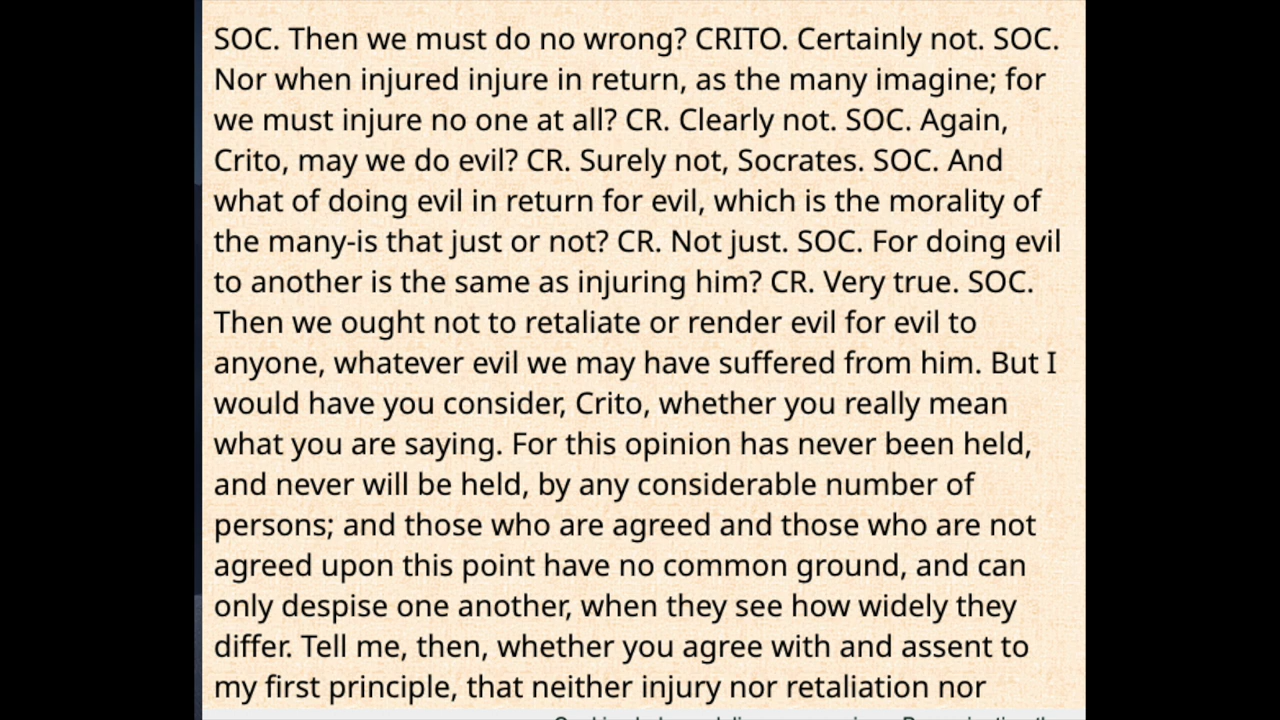 SOC. Then we must do no wrong? CRITO. Certainly not. SOC.
Nor when injured injure in return, as the many imagine; for
we must injure no one at all? CR. Clearly not. SOC. Again,
Crito, may we do evil? CR. Surely not, Socrates. SOC. And
what of doing evil in return for evil, which is the morality of
the many-is that just or not? CR. Not just. SOC. For doing evil
to another is the same as injuring him? CR. Very true. SOC.
Then we ought not to retaliate or render evil for evil to
anyone, whatever evil we may have suffered from him. But I
would have you consider, Crito, whether you really mean
what you are saying. For this opinion has never been held,
and never will be held, by any considerable number of
persons; and those who are agreed and those who are not
agreed upon this point have no common ground, and can
only despise one another, when they see how widely they
differ. Tell me, then, whether you agree with and assent to
my first principle, that neither injury nor retaliation nor